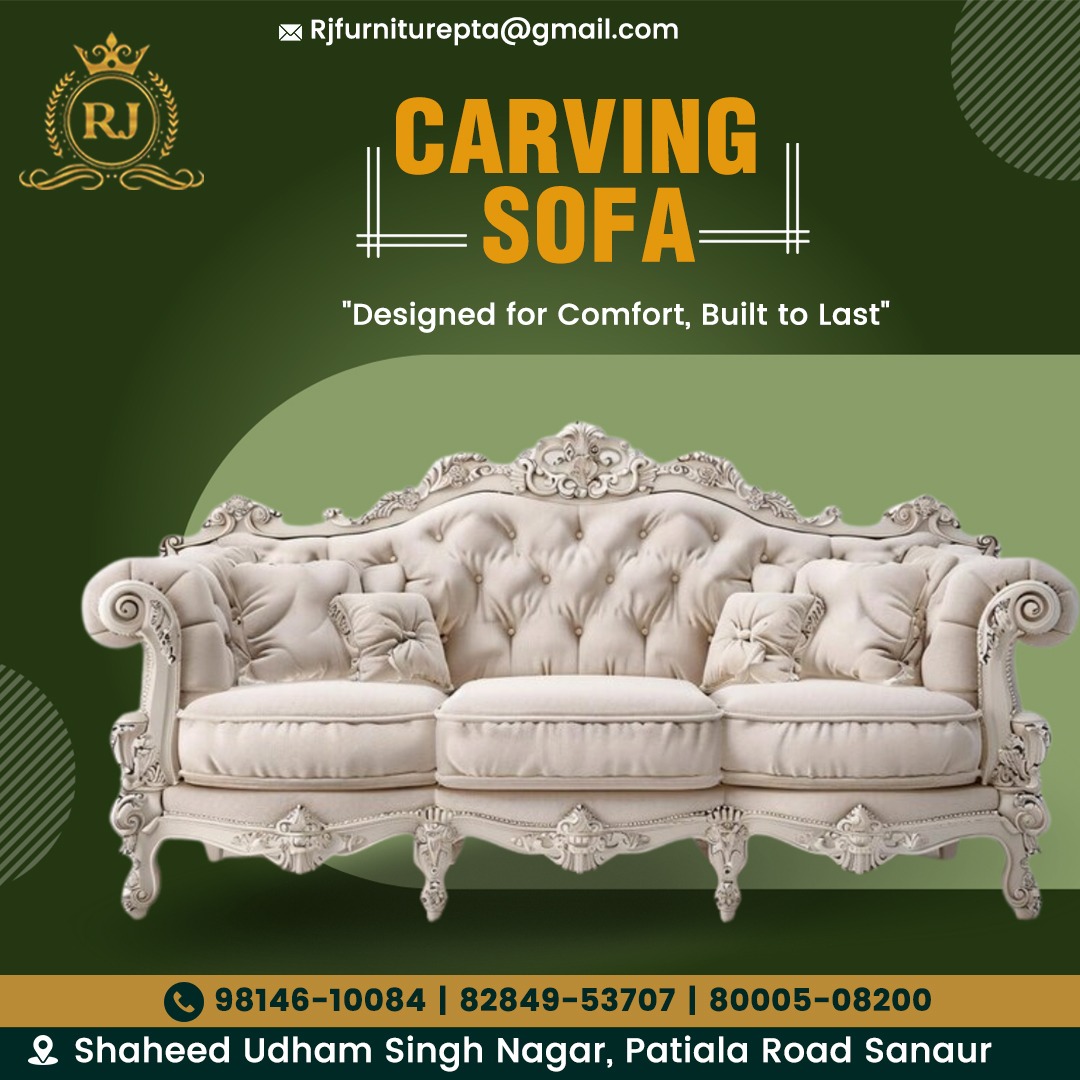 Rjfurniturepta@gmail.com
RJ
CARVING
SOFA
"Designed for Comfort, Built to Last"
98146-10084 | 82849-53707 | 80005-08200
Shaheed Udham Singh Nagar, Patiala Road Sanaur